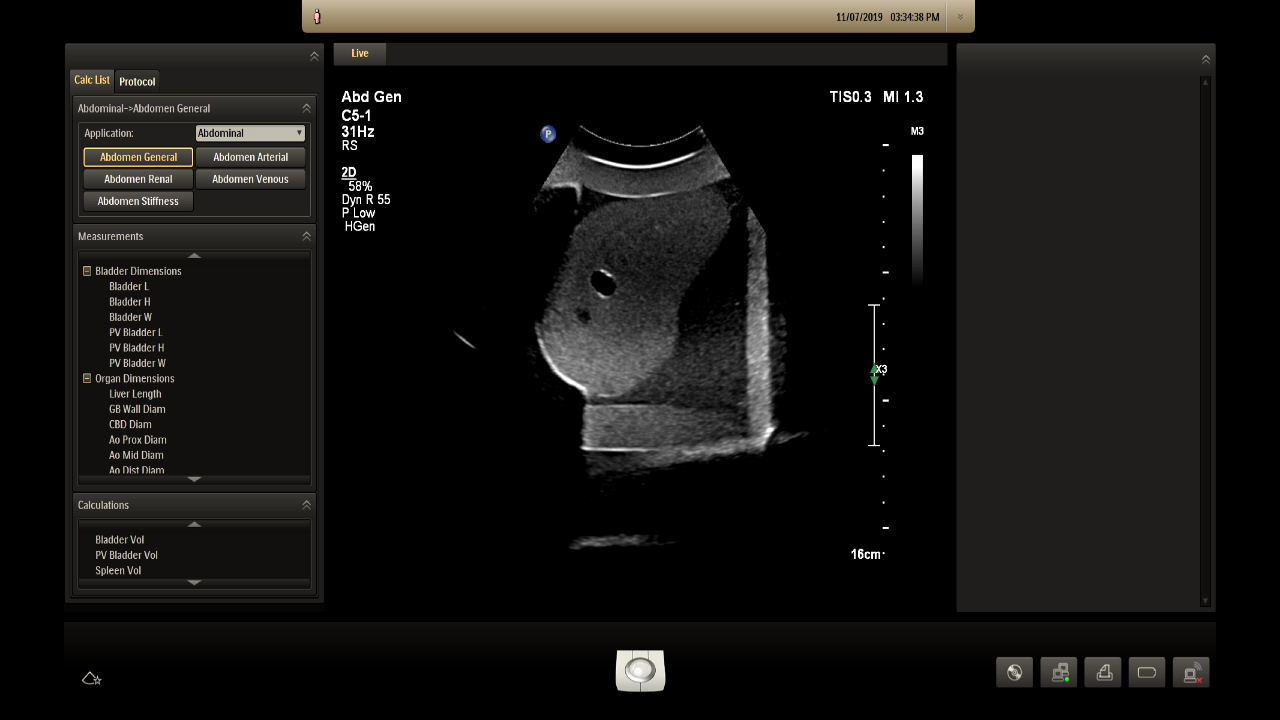 11/07/2019 03:34:38 PM
Live
Calc List Protocol
Abdominal->Abdomen General
Application: Abdominal
Abdomen General Abdomen Arterial
Abdomen Renal Abdomen Venous
Abdomen Stiffness
Measurements
Bladder Dimensions
Bladder L
Bladder H
Bladder W
PV Bladder L
PV Bladder H
PV Bladder W
Organ Dimensions
Liver Length
GB Wall Diam
CBD Diam
Ao Prox Diam
Ao Mid Diam
Ao Dist Diam
Calculations
Bladder Vol
PV Bladder Vol
Spleen Vol
Abd Gen
C5-1
31Hz
RS
2D
58%
Dyn R 55
P Low
HGen
P
TIS0.3 MI 1.3
M3
X3
16cm